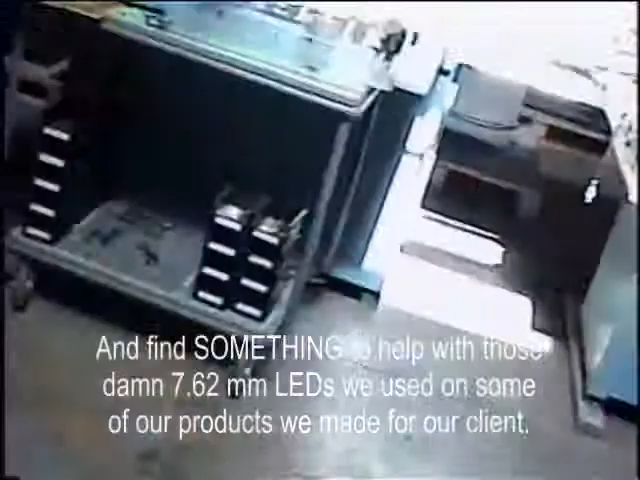 And find SOMETHING to help with those
damn 7.62 mm LEDs we used on some
of our products we made for our client.